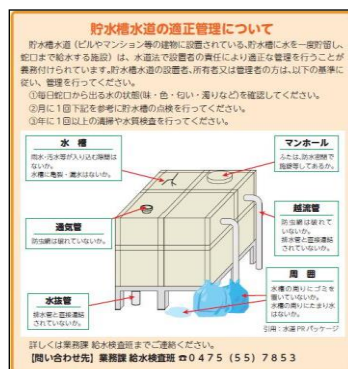 貯水槽水道の適正管理について
貯水槽水道（ビルやマンション等の建物に設置されている、貯水槽に水を一度貯留し、
蛇口まで給水する施設）は、水道法で設置者の責任により適正な管理を行うことが
義務付けられています。貯水槽水道の設置者、所有者又は管理者の方は、以下の基準に
従い、管理を行ってください。
①毎日蛇口から出る水の状態(味・色・匂い・濁りなど)を確認してください。
②月に1回下記を参考に貯水槽の点検を行ってください。
③年に1回以上の清掃や水質検査を行ってください。
水 槽
雨水・汚水等が入り込む隙間は
ないか。
水槽に亀裂・漏水はないか。
マンホール
ふたは、防水密閉で
施錠等してあるか。
通気管
防虫網は破れていないか。
越流管
防虫網は破れて
いないか。
排水管と直接連結
されていないか。
水抜管
排水管と直接連結
されていないか。
周 囲
水槽の周りにゴミを
置いていないか。
水槽の周りにたまり水
はないか。
引用：水道PRパッケージ
詳しくは業務課 給水検査班までご連絡ください。
【問い合わせ先】業務課 給水検査班 ☎0475（55）7853